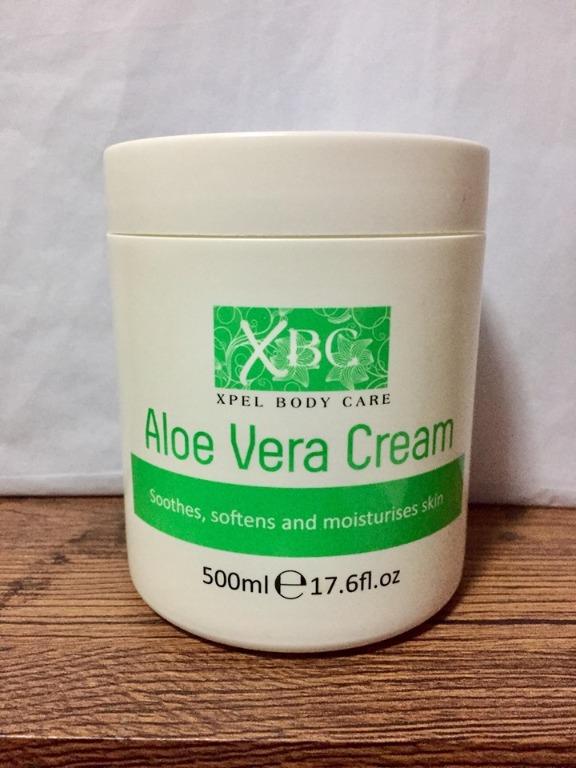 XBC
XPEL BODY CARE
Aloe Vera Cream
Soothes, softens and moisturises skin
500ml ℮ 17.6fl.oz